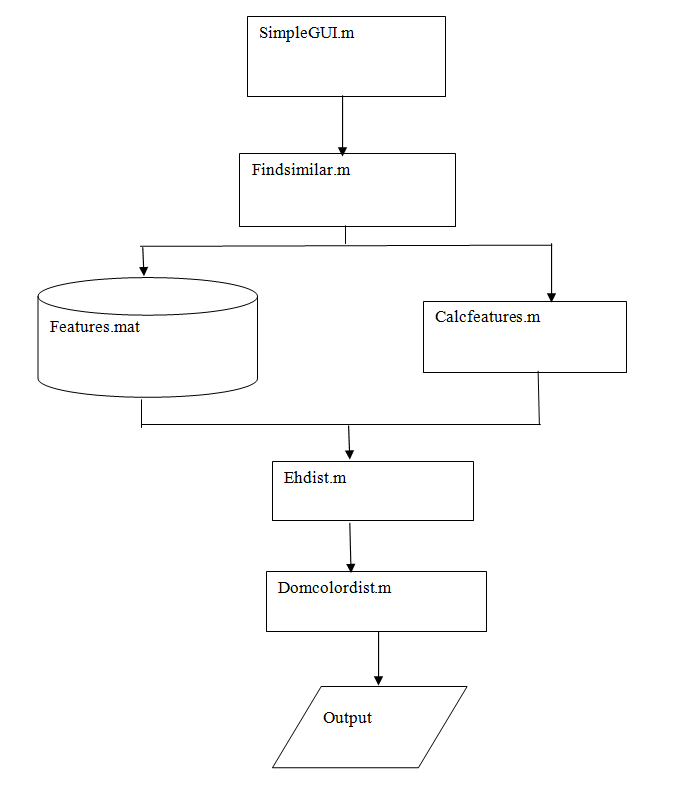 SimpleGUI.m
Findsimilar.m
Features.mat
Calcfeatures.m
Ehdist.m
Domcolordist.m
Output